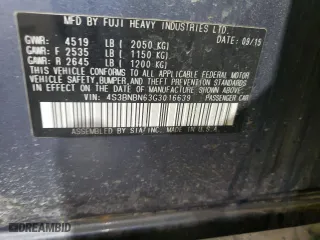 MFD BY FUJI HEAVY INDUSTRIES LTD.
GVWR: 4519 LB ( 2050 KG) DATE: 09/15
GAWR F 2535 LB ( 1150 KG)
GAWR R 2645 LB ( 1200 KG)
THIS VEHICLE CONFORMS TO ALL APPLICABLE FEDERAL MOTOR
VEHICLE SAFETY, BUMPER, AND THEFT PREVENTION STANDARDS
IN EFFECT ON THE DATE OF MANUFACTURE SHOWN ABOVE.
VIN: 4S3BNBN63G3016639 PASSENGER CAR
ASSEMBLED BY SIA, INC. MADE IN U.S.A.
DREAMBID